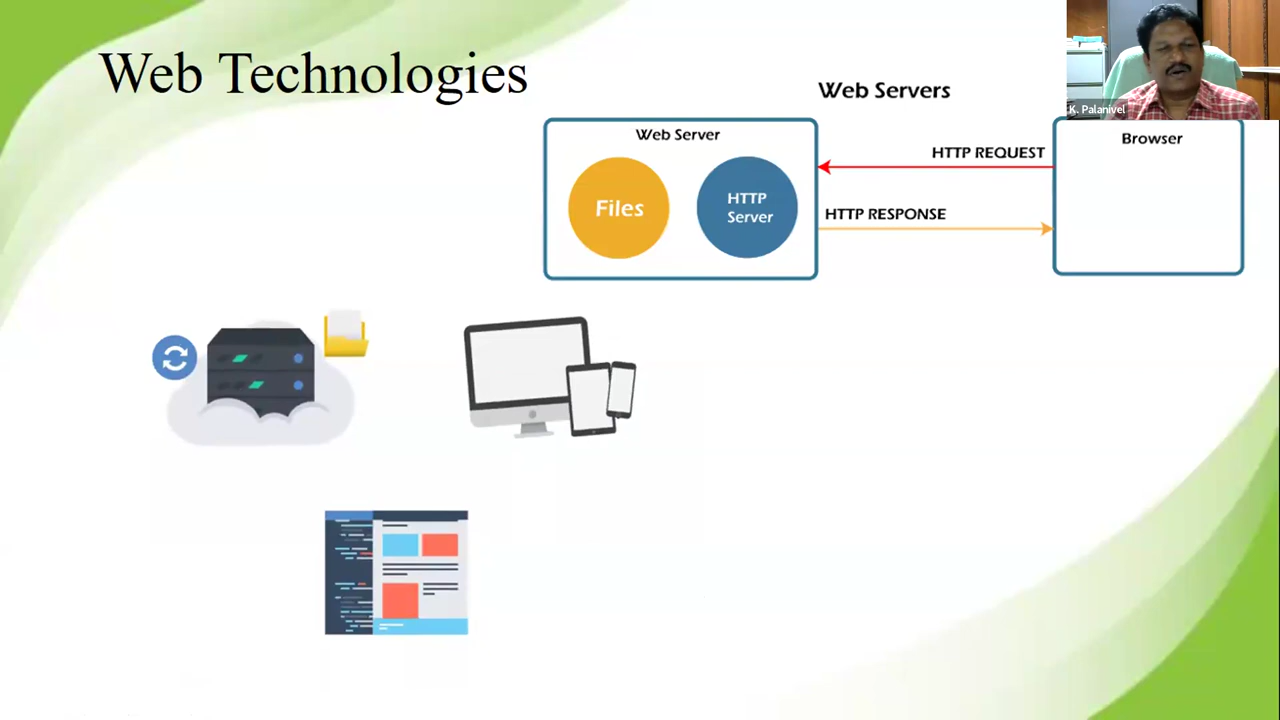 Web Technologies
Web Servers
K. Palanivel
Web Server
Files
HTTP
Server
HTTP REQUEST
HTTP RESPONSE
Browser